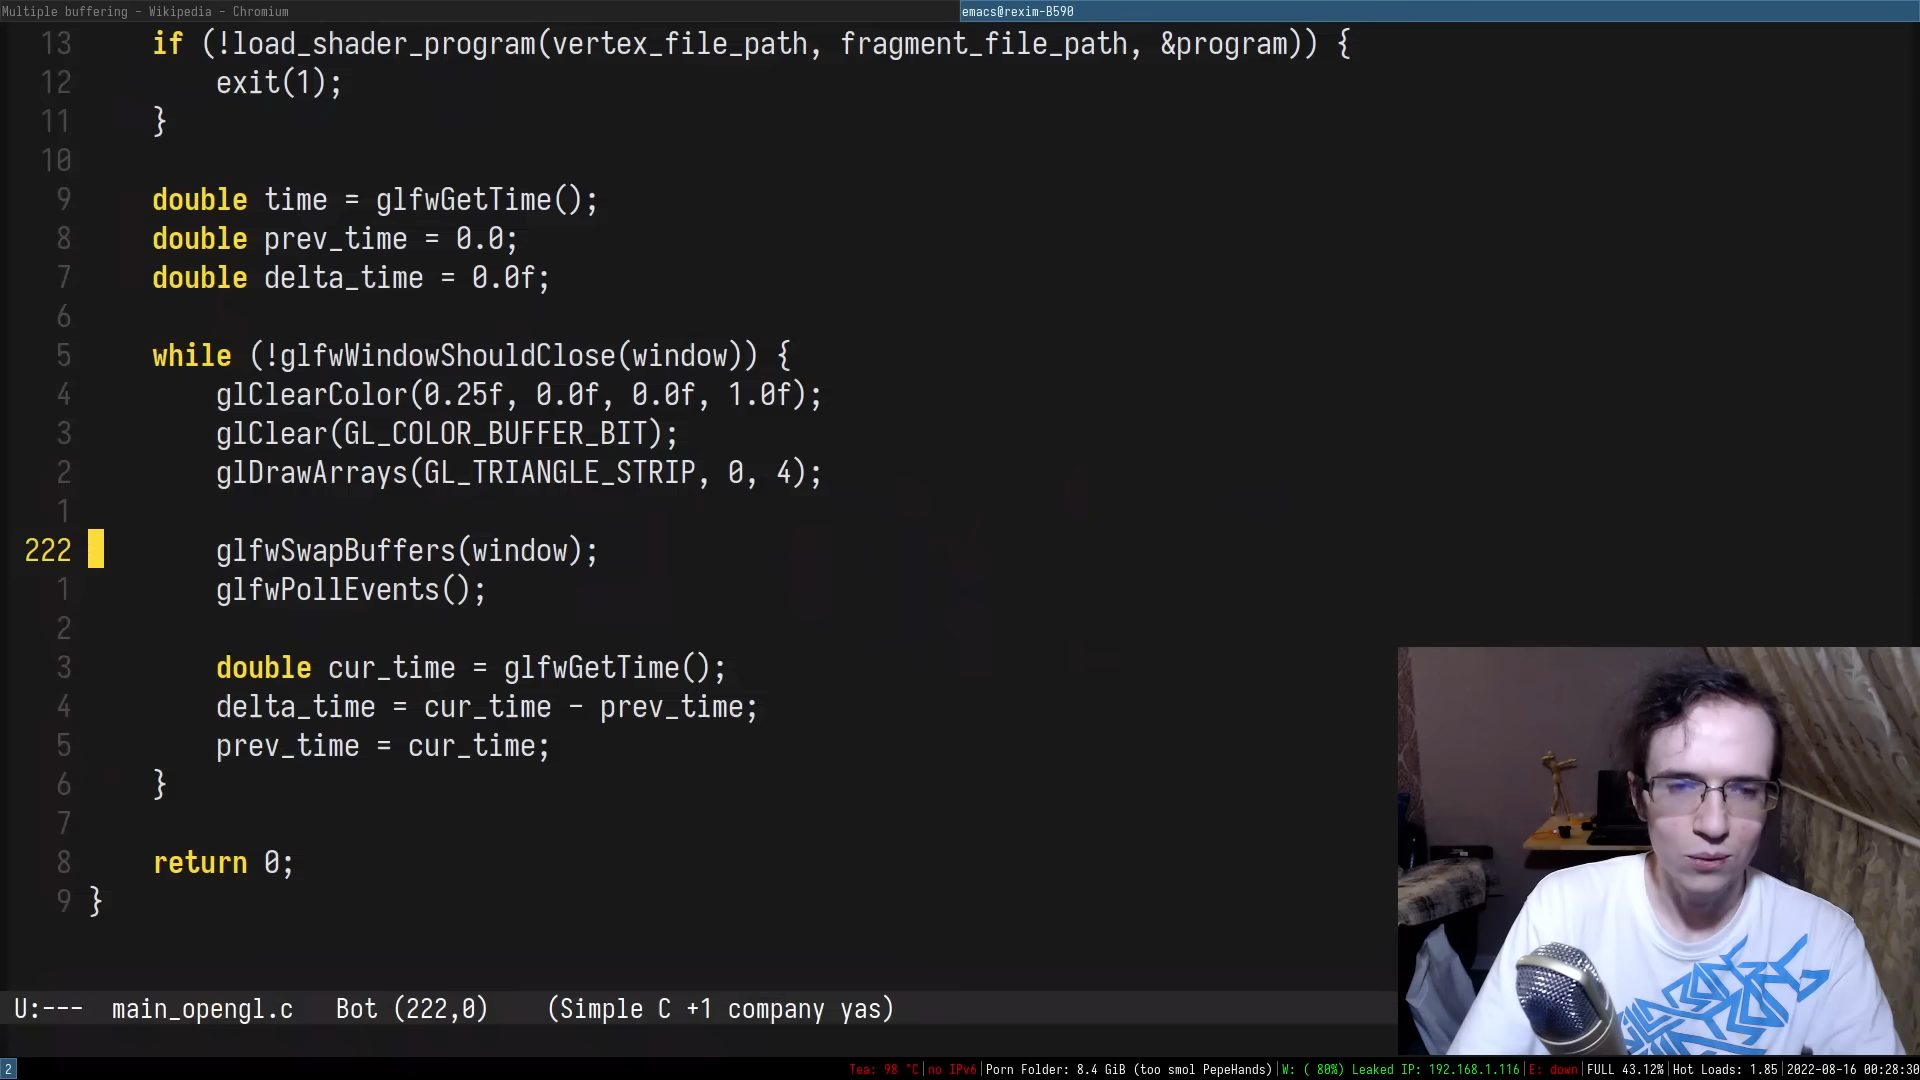 Multiple buffering - Wikipedia - Chromium
emacs@rexim-B590
13 if (!load_shader_program(vertex_file_path, fragment_file_path, &program)) {
12 exit(1);
11 }
10
9 double time = glfwGetTime();
8 double prev_time = 0.0;
7 double delta_time = 0.0f;
6
5 while (!glfwWindowShouldClose(window)) {
4 glClearColor(0.25f, 0.0f, 0.0f, 1.0f);
3 glClear(GL_COLOR_BUFFER_BIT);
2 glDrawArrays(GL_TRIANGLE_STRIP, 0, 4);
1
222 glfwSwapBuffers(window);
1 glfwPollEvents();
2
3 double cur_time = glfwGetTime();
4 delta_time = cur_time - prev_time;
5 prev_time = cur_time;
6 }
7
8 return 0;
9 }
U:--- main_opengl.c Bot (222,0) (Simple C +1 company yas)
2 Tea: 98 °C|no IPv6|Porn Folder: 8.4 GiB (too smol PepeHands)|W: ( 80%) Leaked IP: 192.168.1.116|E: down|FULL 43.12%|Hot Loads: 1.85|2022-08-16 00:28:30